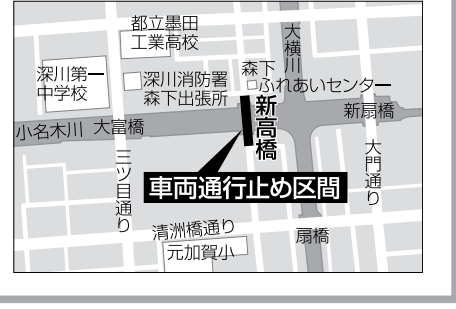 都立墨田
工業高校
大横川
深川第一
中学校
深川消防署
森下出張所
森下
ふれあいセンター
新扇橋
小名木川
大富橋
新高橋
三ツ目通り
大門通り
車両通行止め区間
清洲橋通り
元加賀小
扇橋